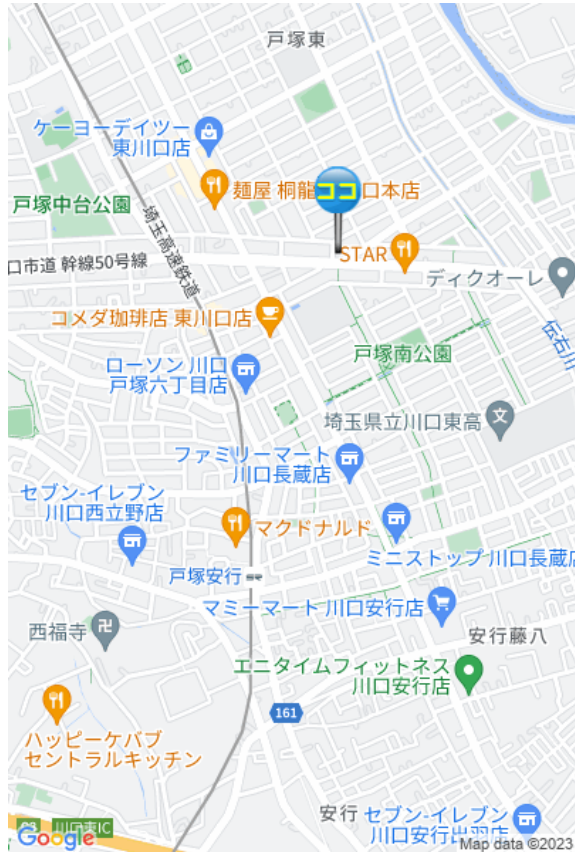 戸塚東
ケーヨーデイツー
東川口店
麺屋 桐龍
口本店
ココ
戸塚中台公園
埼玉高速鉄道
口市道 幹線50号線
STAR
ディクオーレ
コメダ珈琲店 東川口店
伝右川
戸塚南公園
ローソン 川口
戸塚六丁目店
埼玉県立川口東高
文
ファミリーマート
川口長蔵店
セブン-イレブン
川口西立野店
マクドナルド
ミニストップ 川口長蔵店
戸塚安行
マミーマート 川口安行店
西福寺
卍
安行藤八
エニタイムフィットネス
川口安行店
161
ハッピーケバブ
セントラルキッチン
安行
セブン-イレブン
川口安行出羽店
C3
川口東IC
Google
Map data ©2023